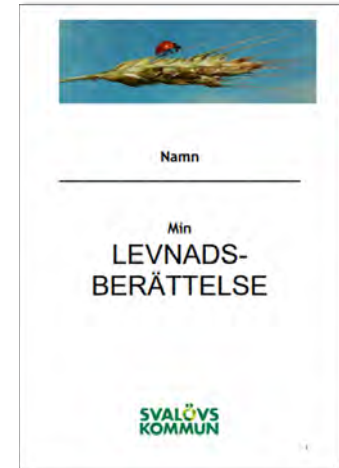 Namn
Min
LEVNADS-
BERÄTTELSE
SVALÖVS
KOMMUN